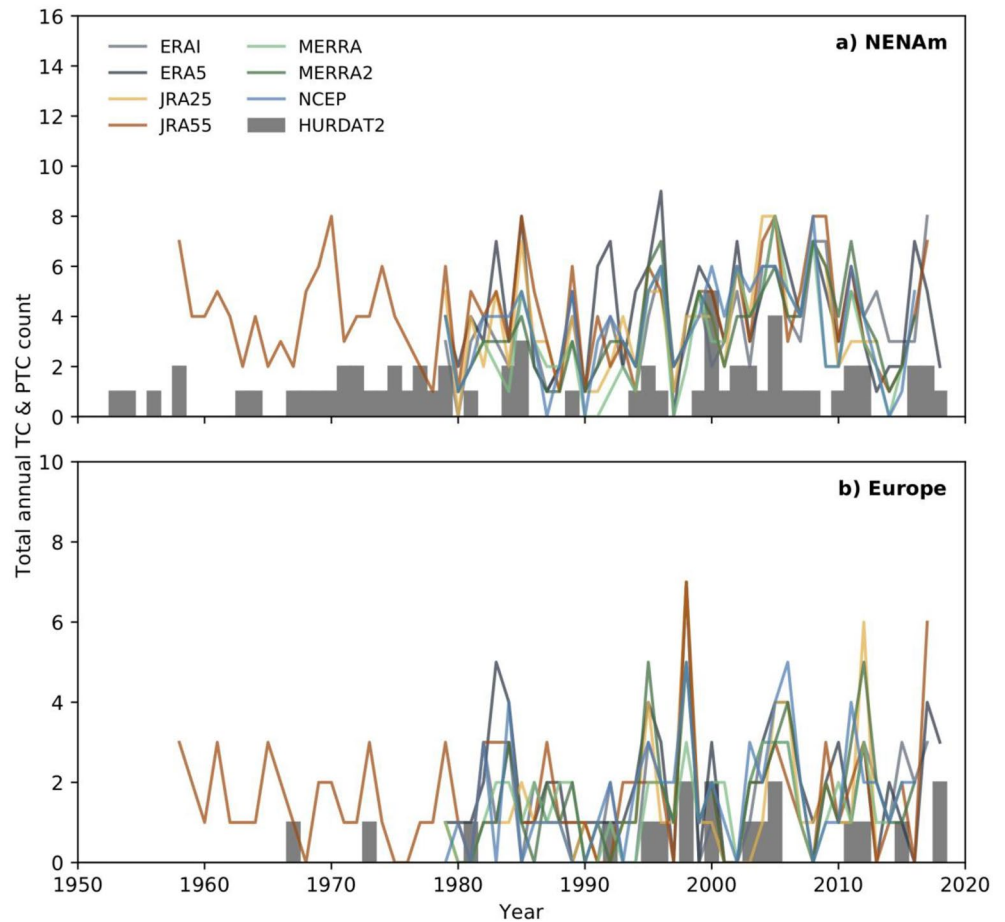 16
14
12
10
8
6
4
2
0
a) NENAm
ERAI
ERA5
JRA25
JRA55
MERRA
MERRA2
NCEP
HURDAT2
Total annual TC & PTC count
10
8
6
4
2
0
b) Europe
1950 1960 1970 1980 1990 2000 2010 2020
Year